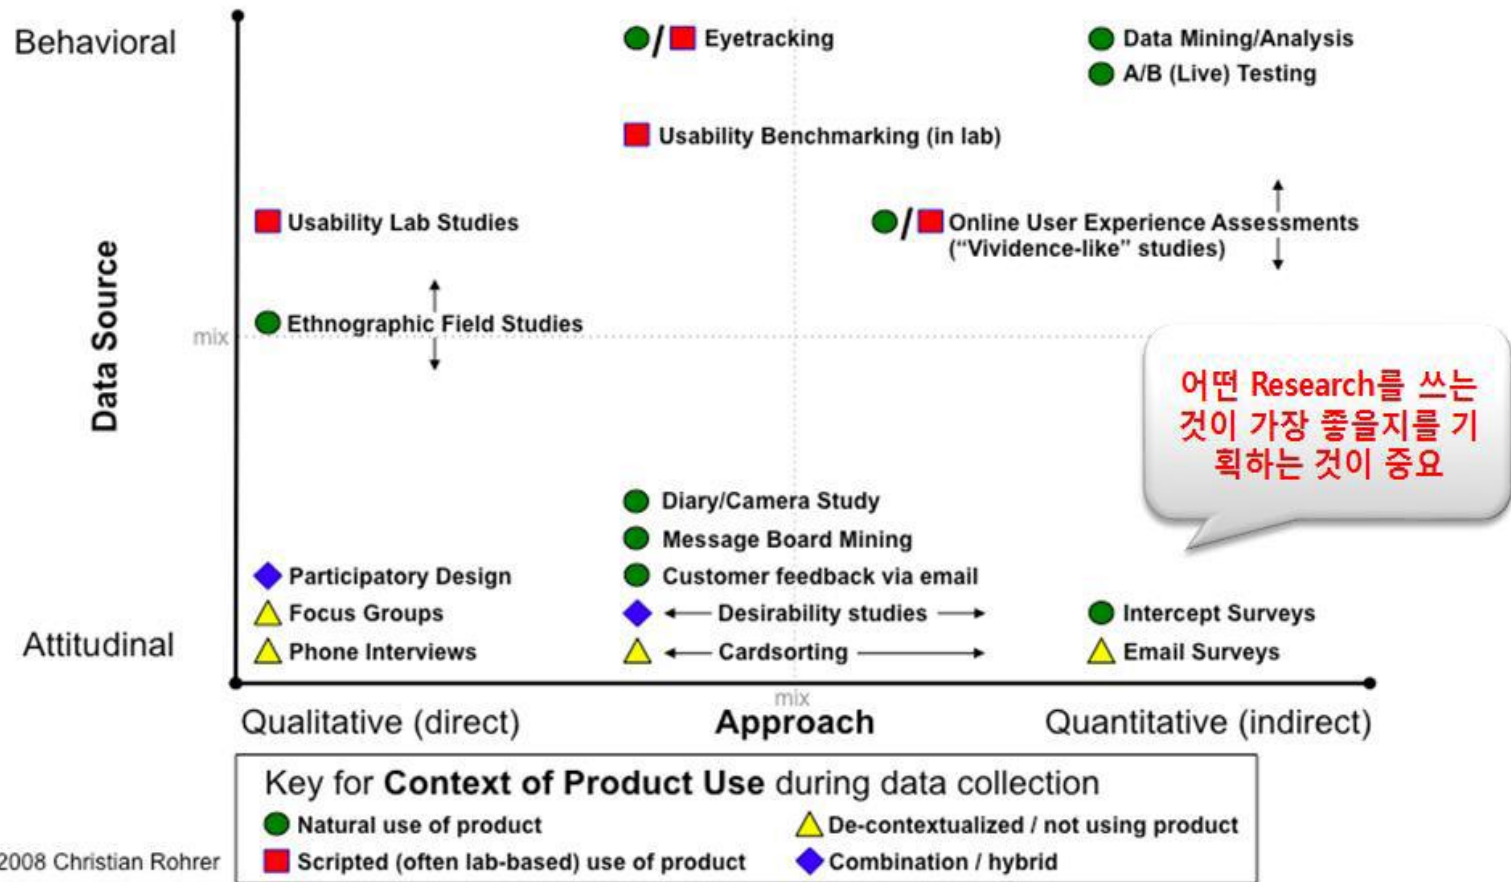 Behavioral
/ Eyetracking
Data Mining/Analysis
A/B (Live) Testing
Usability Benchmarking (in lab)
Usability Lab Studies
/ Online User Experience Assessments
(“Vividence-like” studies)
Ethnographic Field Studies
mix
Data Source
어떤 Research를 쓰는
것이 가장 좋을지를 기
획하는 것이 중요
Diary/Camera Study
Message Board Mining
Customer feedback via email
Desirability studies
Cardsorting
Participatory Design
Focus Groups
Phone Interviews
Intercept Surveys
Email Surveys
Attitudinal
mix
Qualitative (direct)
Approach
Quantitative (indirect)
Key for Context of Product Use during data collection
Natural use of product
De-contextualized / not using product
Scripted (often lab-based) use of product
Combination / hybrid
2008 Christian Rohrer